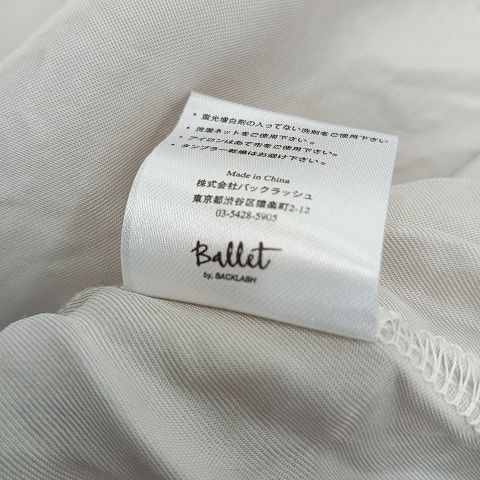 ・蛍光増白剤の入ってない洗剤をご使用下さい
・洗濯ネットをご使用下さい。
・アイロンはあて布をご使用下さい。
・タンブラー乾燥はお避け下さい。
Made in China
株式会社バックラッシュ
東京都渋谷区猿楽町2-12
03-5428-5905
Ballet
by, BACKLASH